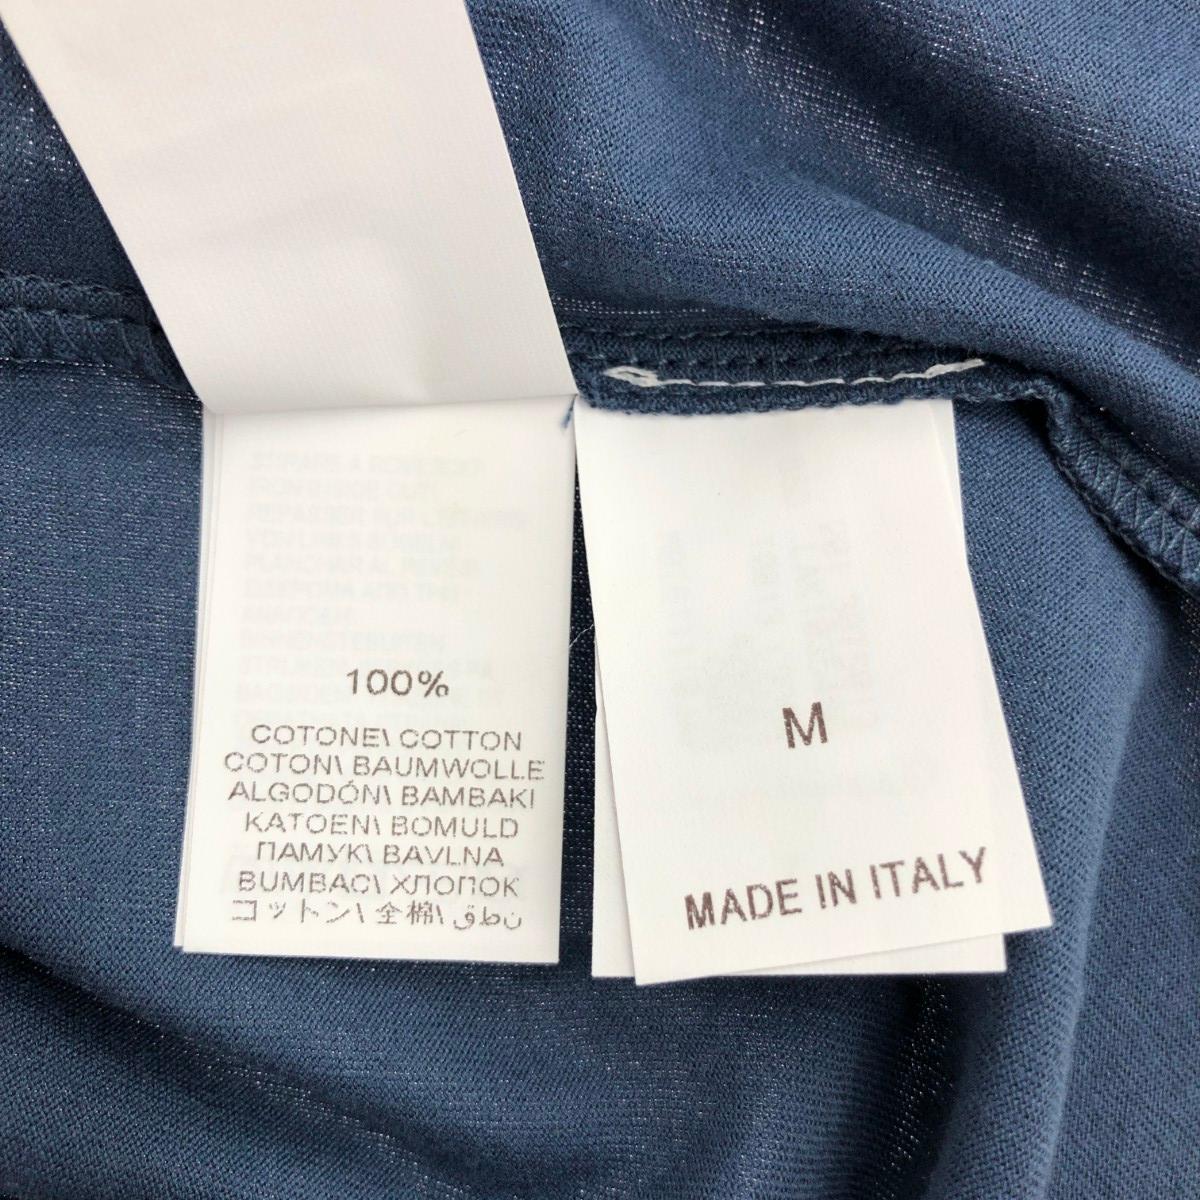 100%
COTONE\ COTTON
COTON\ BAUMWOLLE
ALGODÓN\ BAMBAKI
KATOEN\ BOMULD
ПАМУК\ BAVLNA
BUMBAC\ ХЛОПОК
コットン\ 全棉\ قطن
M
MADE IN ITALY